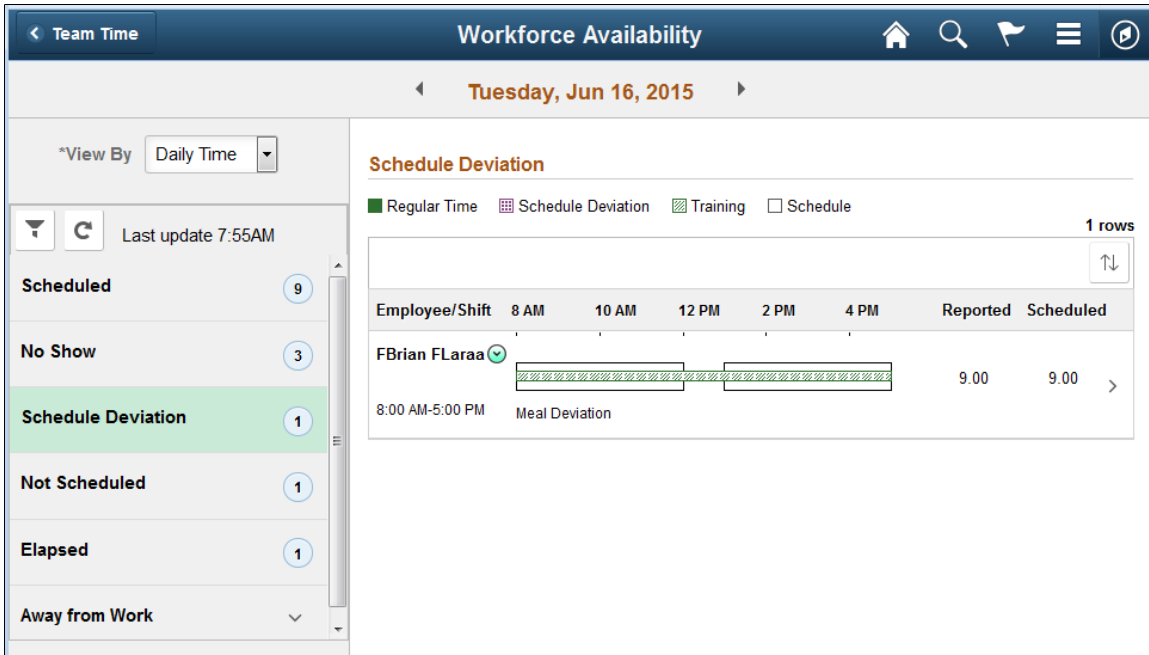 Team Time
Workforce Availability
Tuesday, Jun 16, 2015
*View By Daily Time
Last update 7:55AM
Scheduled 9
No Show 3
Schedule Deviation 1
Not Scheduled 1
Elapsed 1
Away from Work
Schedule Deviation
Regular Time Schedule Deviation Training Schedule
1 rows
Employee/Shift 8 AM 10 AM 12 PM 2 PM 4 PM Reported Scheduled
FBrian FLaraa
9.00 9.00
8:00 AM-5:00 PM Meal Deviation